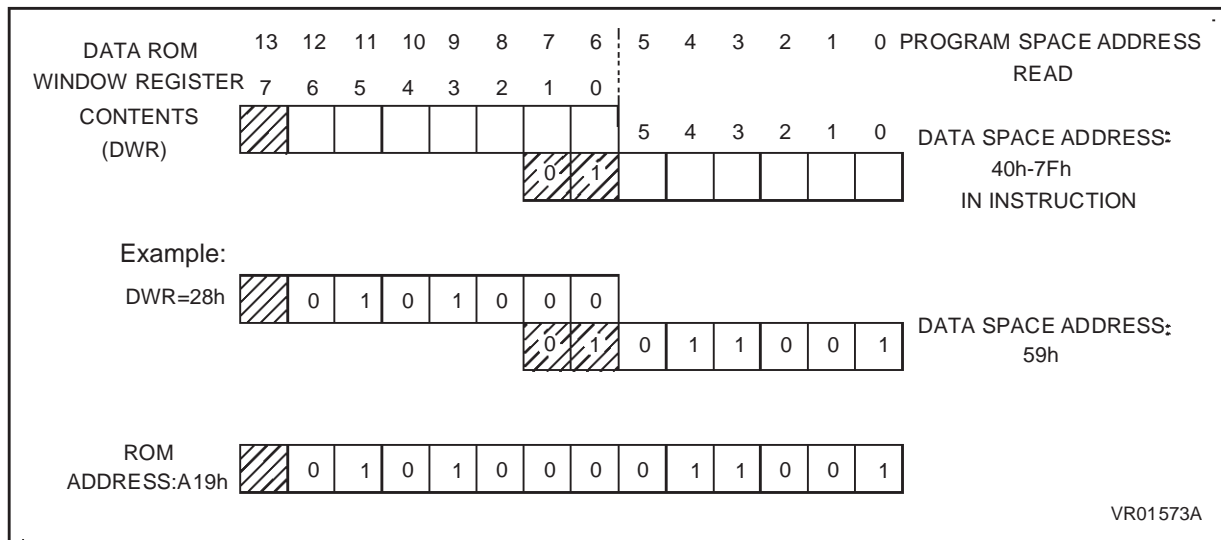 DATA ROM 13 12 11 10 9 8 7 6 5 4 3 2 1 0 PROGRAM SPACE ADDRESS
WINDOW REGISTER 7 6 5 4 3 2 1 0 READ
CONTENTS
(DWR)
5 4 3 2 1 0 DATA SPACE ADDRESS:
0 1 40h-7Fh
IN INSTRUCTION
Example:
DWR=28h 0 1 0 1 0 0 0
0 1 0 1 1 0 0 1 DATA SPACE ADDRESS:
59h
ROM
ADDRESS:A19h 0 1 0 1 0 0 0 0 1 1 0 0 1
VR01573A